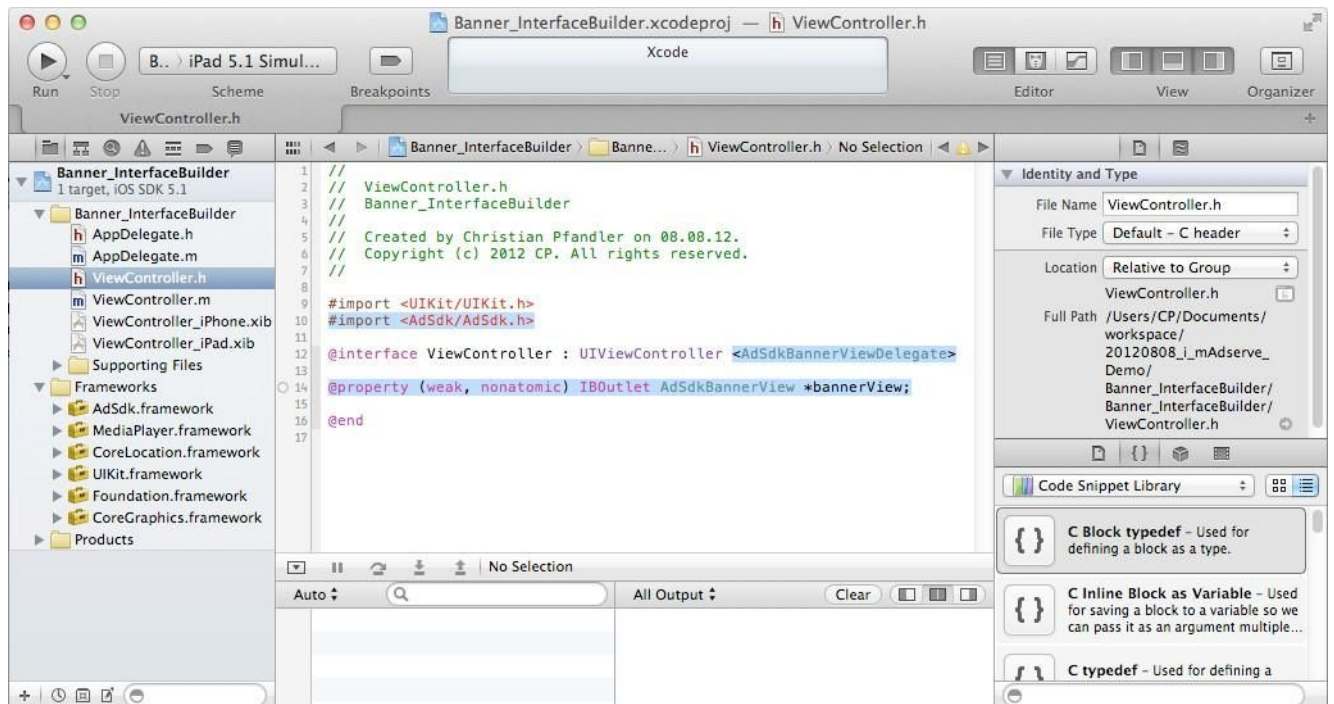 Banner_InterfaceBuilder.xcodeproj — h ViewController.h
B.. 〉 iPad 5.1 Simul...
Xcode
Run Stop Scheme Breakpoints Editor View Organizer
ViewController.h
Banner_InterfaceBuilder 〉 Banne... 〉 h ViewController.h 〉 No Selection
Banner_InterfaceBuilder
1 target, iOS SDK 5.1
Banner_InterfaceBuilder
h AppDelegate.h
m AppDelegate.m
h ViewController.h
m ViewController.m
ViewController_iPhone.xib
ViewController_iPad.xib
Supporting Files
Frameworks
AdSdk.framework
MediaPlayer.framework
CoreLocation.framework
UIKit.framework
Foundation.framework
CoreGraphics.framework
Products
1 //
2 // ViewController.h
3 // Banner_InterfaceBuilder
4 //
5 // Created by Christian Pfandler on 08.08.12.
6 // Copyright (c) 2012 CP. All rights reserved.
7 //
8
9 #import <UIKit/UIKit.h>
10 #import <AdSdk/AdSdk.h>
11
12 @interface ViewController : UIViewController <AdSdkBannerViewDelegate>
13
14 @property (weak, nonatomic) IBOutlet AdSdkBannerView *bannerView;
15
16 @end
17
No Selection
Auto All Output Clear
Identity and Type
File Name ViewController.h
File Type Default - C header
Location Relative to Group
ViewController.h
Full Path /Users/CP/Documents/
workspace/
20120808_i_mAdserve_
Demo/
Banner_InterfaceBuilder/
Banner_InterfaceBuilder/
ViewController.h
{}
Code Snippet Library
{ } C Block typedef - Used for
defining a block as a type.
{ } C Inline Block as Variable - Used
for saving a block to a variable so we
can pass it as an argument multiple...
C typedef - Used for defining a